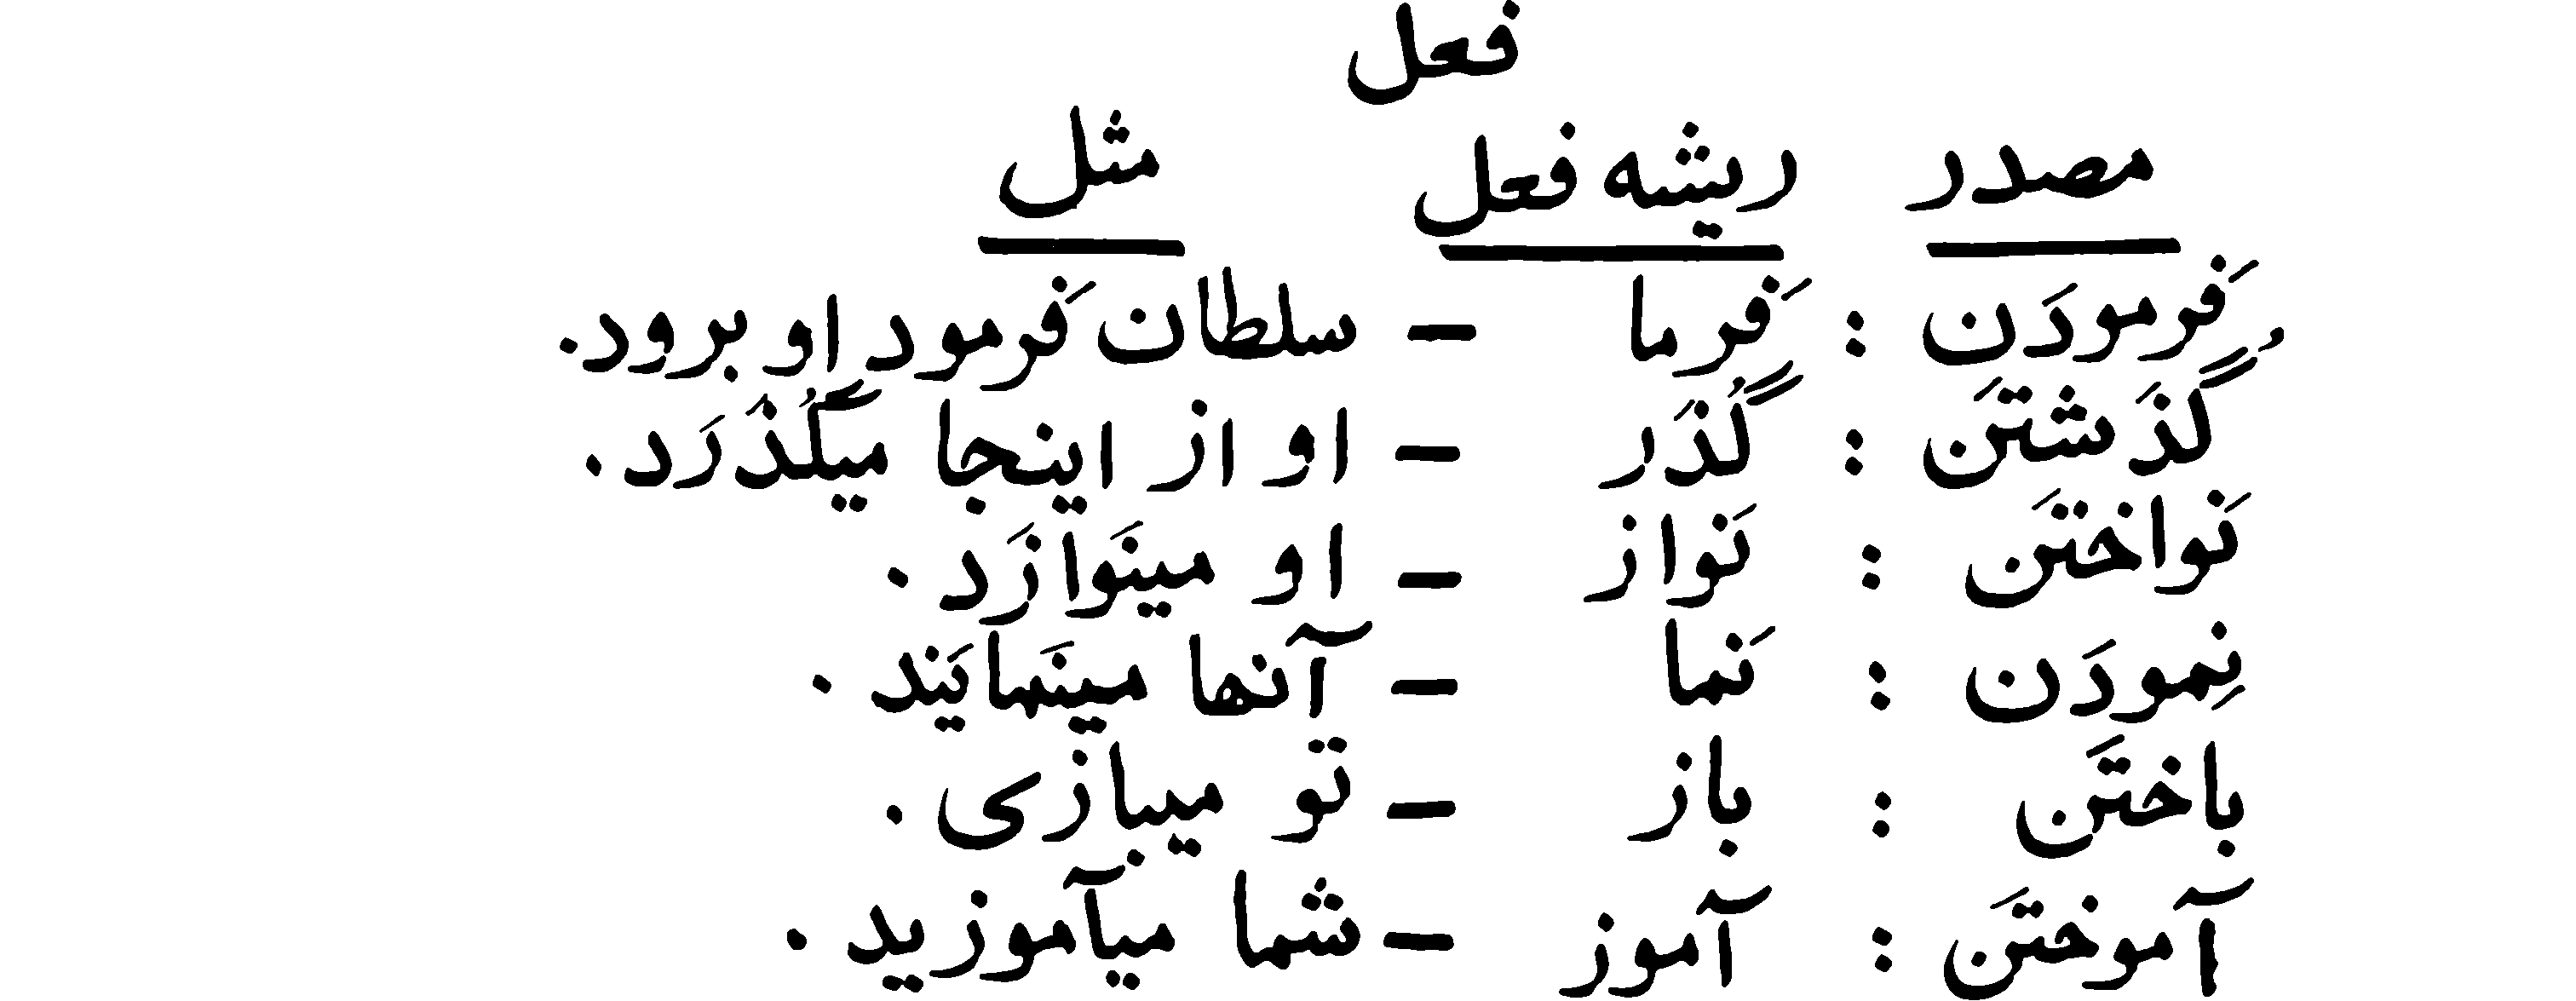 فعل
مصدر ریشه فعل مثل
فَرمودَن : فَرما – سلطان فَرمود او برود.
گُذَشتَن : گُذَر – او از اینجا میگُذَرَد.
نَواختَن : نَواز – او مینَوازَد.
نِمودَن : نَما – آنها مینَمایَند.
باختَن : باز – تو میبازی.
آموختَن : آموز – شما میآموزید.